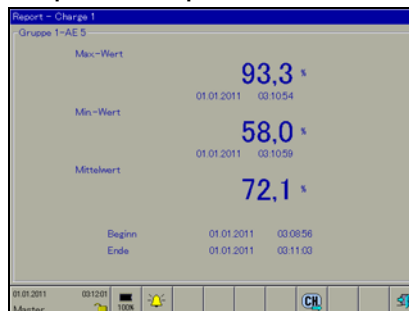 Report - Charge 1
Gruppe 1-AE 5
Max-Wert
93,3 %
01.01.2011 03:10:54
Min-Wert
58,0 %
01.01.2011 03:10:59
Mittelwert
72,1 %
Beginn 01.01.2011 03:08:56
Ende 01.01.2011 03:11:03
01.01.2011 03:12:01
Master 100% CH